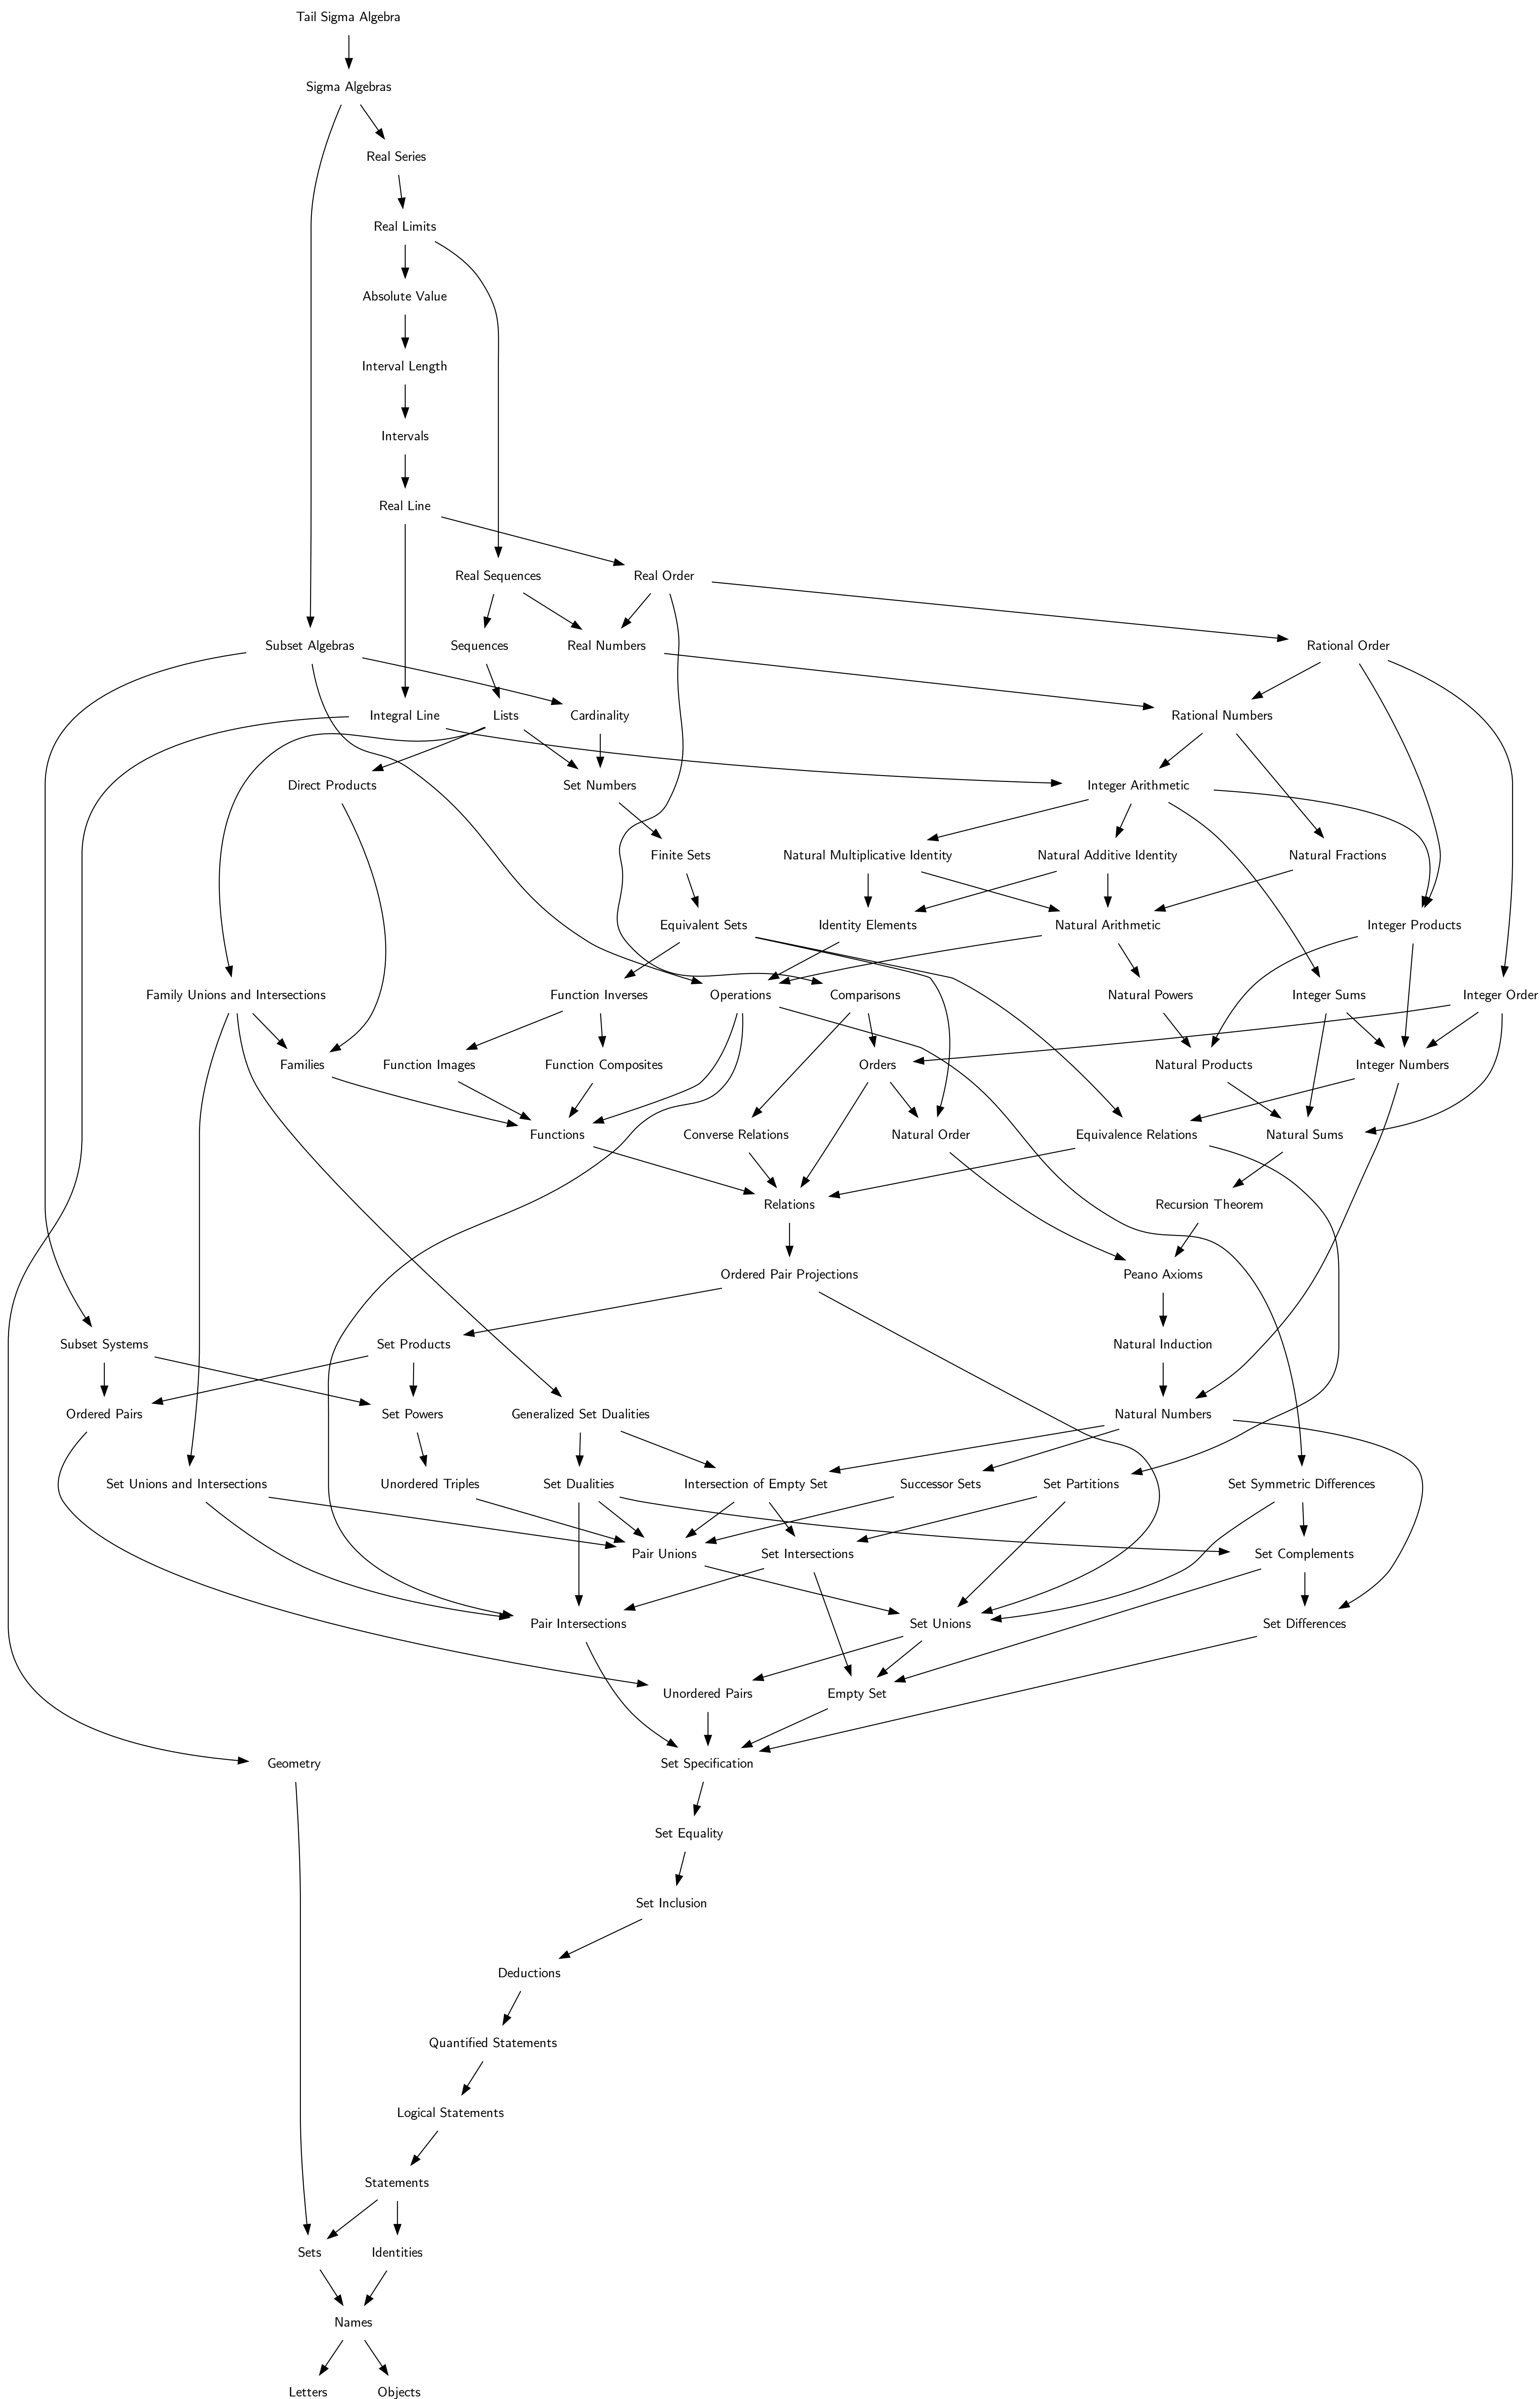 Tail Sigma Algebra
Sigma Algebras
Real Series
Real Limits
Absolute Value
Interval Length
Intervals
Real Line
Real Sequences
Real Order
Subset Algebras
Sequences
Real Numbers
Rational Order
Integral Line
Lists
Cardinality
Rational Numbers
Direct Products
Set Numbers
Integer Arithmetic
Finite Sets
Natural Multiplicative Identity
Natural Additive Identity
Natural Fractions
Equivalent Sets
Identity Elements
Natural Arithmetic
Integer Products
Family Unions and Intersections
Function Inverses
Operations
Comparisons
Natural Powers
Integer Sums
Integer Order
Families
Function Images
Function Composites
Orders
Natural Products
Integer Numbers
Functions
Converse Relations
Natural Order
Equivalence Relations
Natural Sums
Relations
Recursion Theorem
Ordered Pair Projections
Peano Axioms
Subset Systems
Set Products
Natural Induction
Ordered Pairs
Set Powers
Generalized Set Dualities
Natural Numbers
Set Unions and Intersections
Unordered Triples
Set Dualities
Intersection of Empty Set
Successor Sets
Set Partitions
Set Symmetric Differences
Pair Unions
Set Intersections
Set Complements
Pair Intersections
Set Unions
Set Differences
Unordered Pairs
Empty Set
Geometry
Set Specification
Set Equality
Set Inclusion
Deductions
Quantified Statements
Logical Statements
Statements
Sets
Identities
Names
Letters
Objects